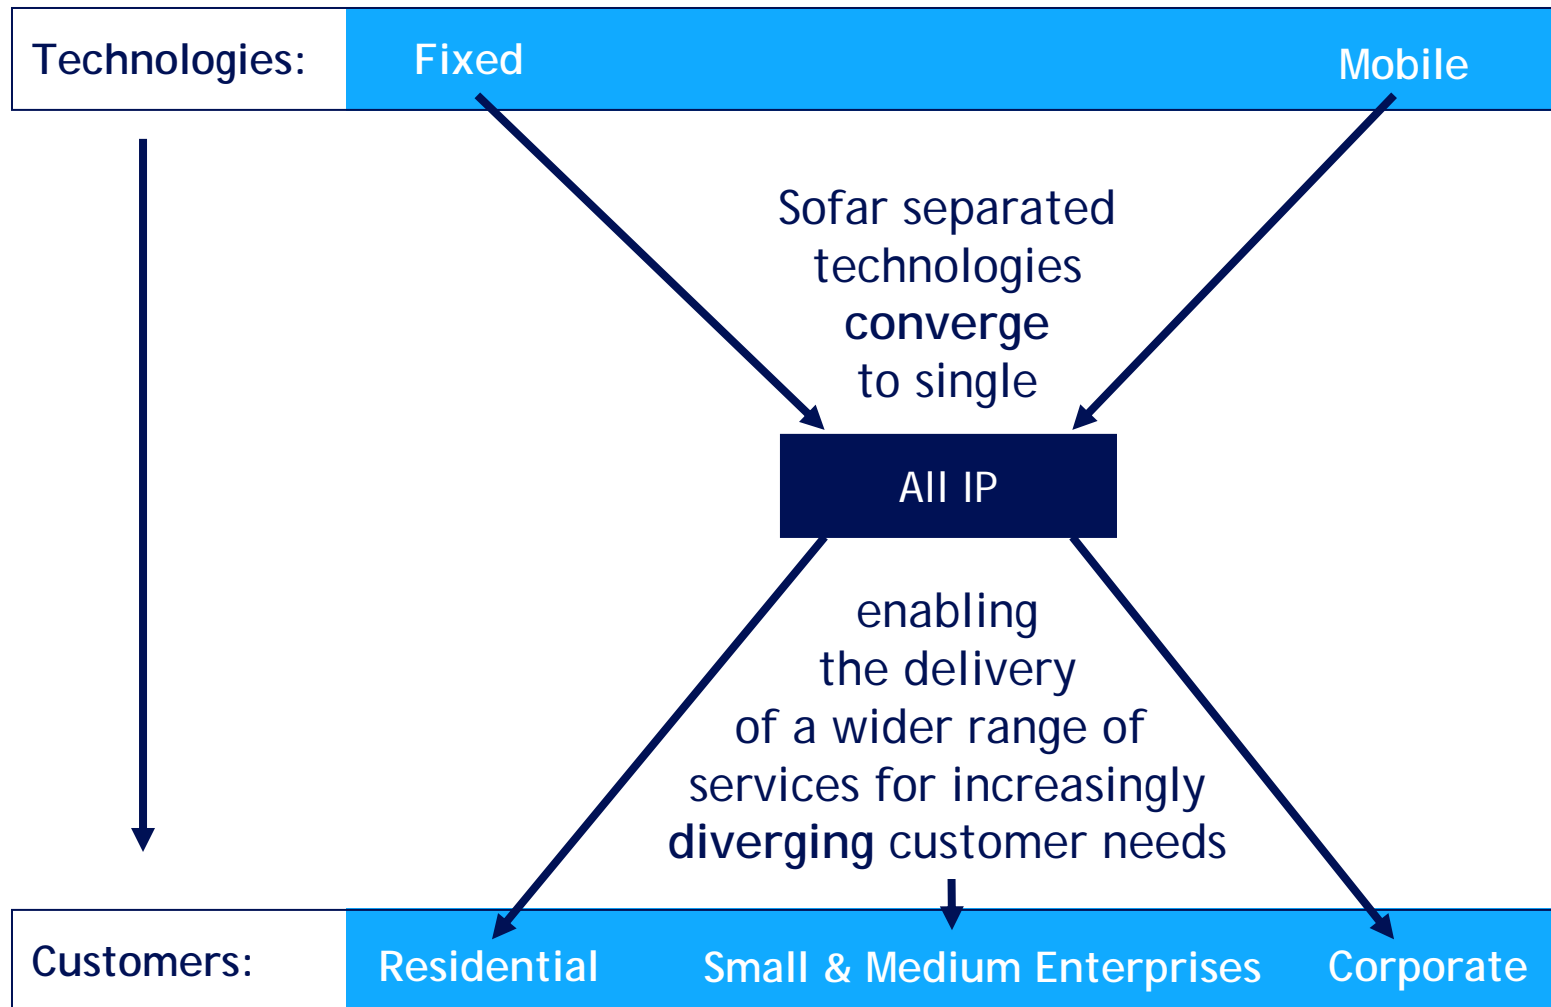 Technologies: Fixed Mobile
Sofar separated
technologies
converge
to single
All IP
enabling
the delivery
of a wider range of
services for increasingly
diverging customer needs
Customers: Residential Small & Medium Enterprises Corporate